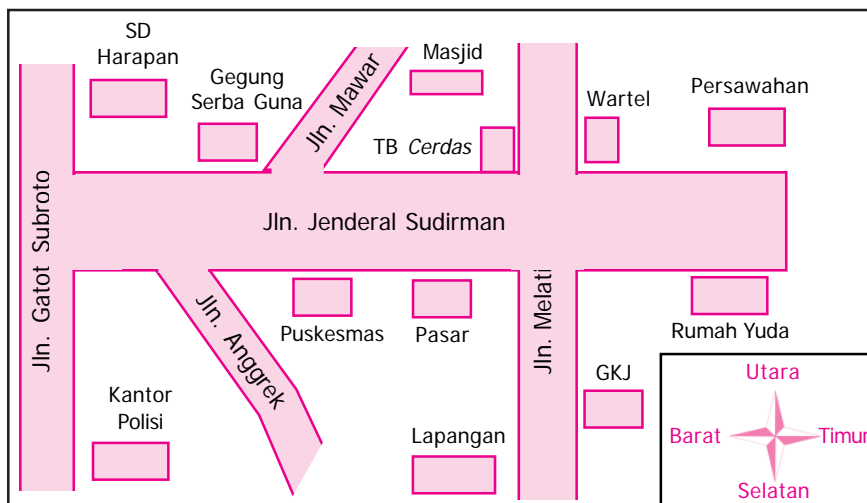 SD
Harapan
Gegung
Serba Guna
Jln. Mawar
Masjid
TB Cerdas
Wartel
Persawahan
Jln. Gatot Subroto
Jln. Jenderal Sudirman
Jln. Anggrek
Puskesmas
Pasar
Jln. Melati
Rumah Yuda
Kantor
Polisi
Lapangan
GKJ
Utara
Barat
Timur
Selatan